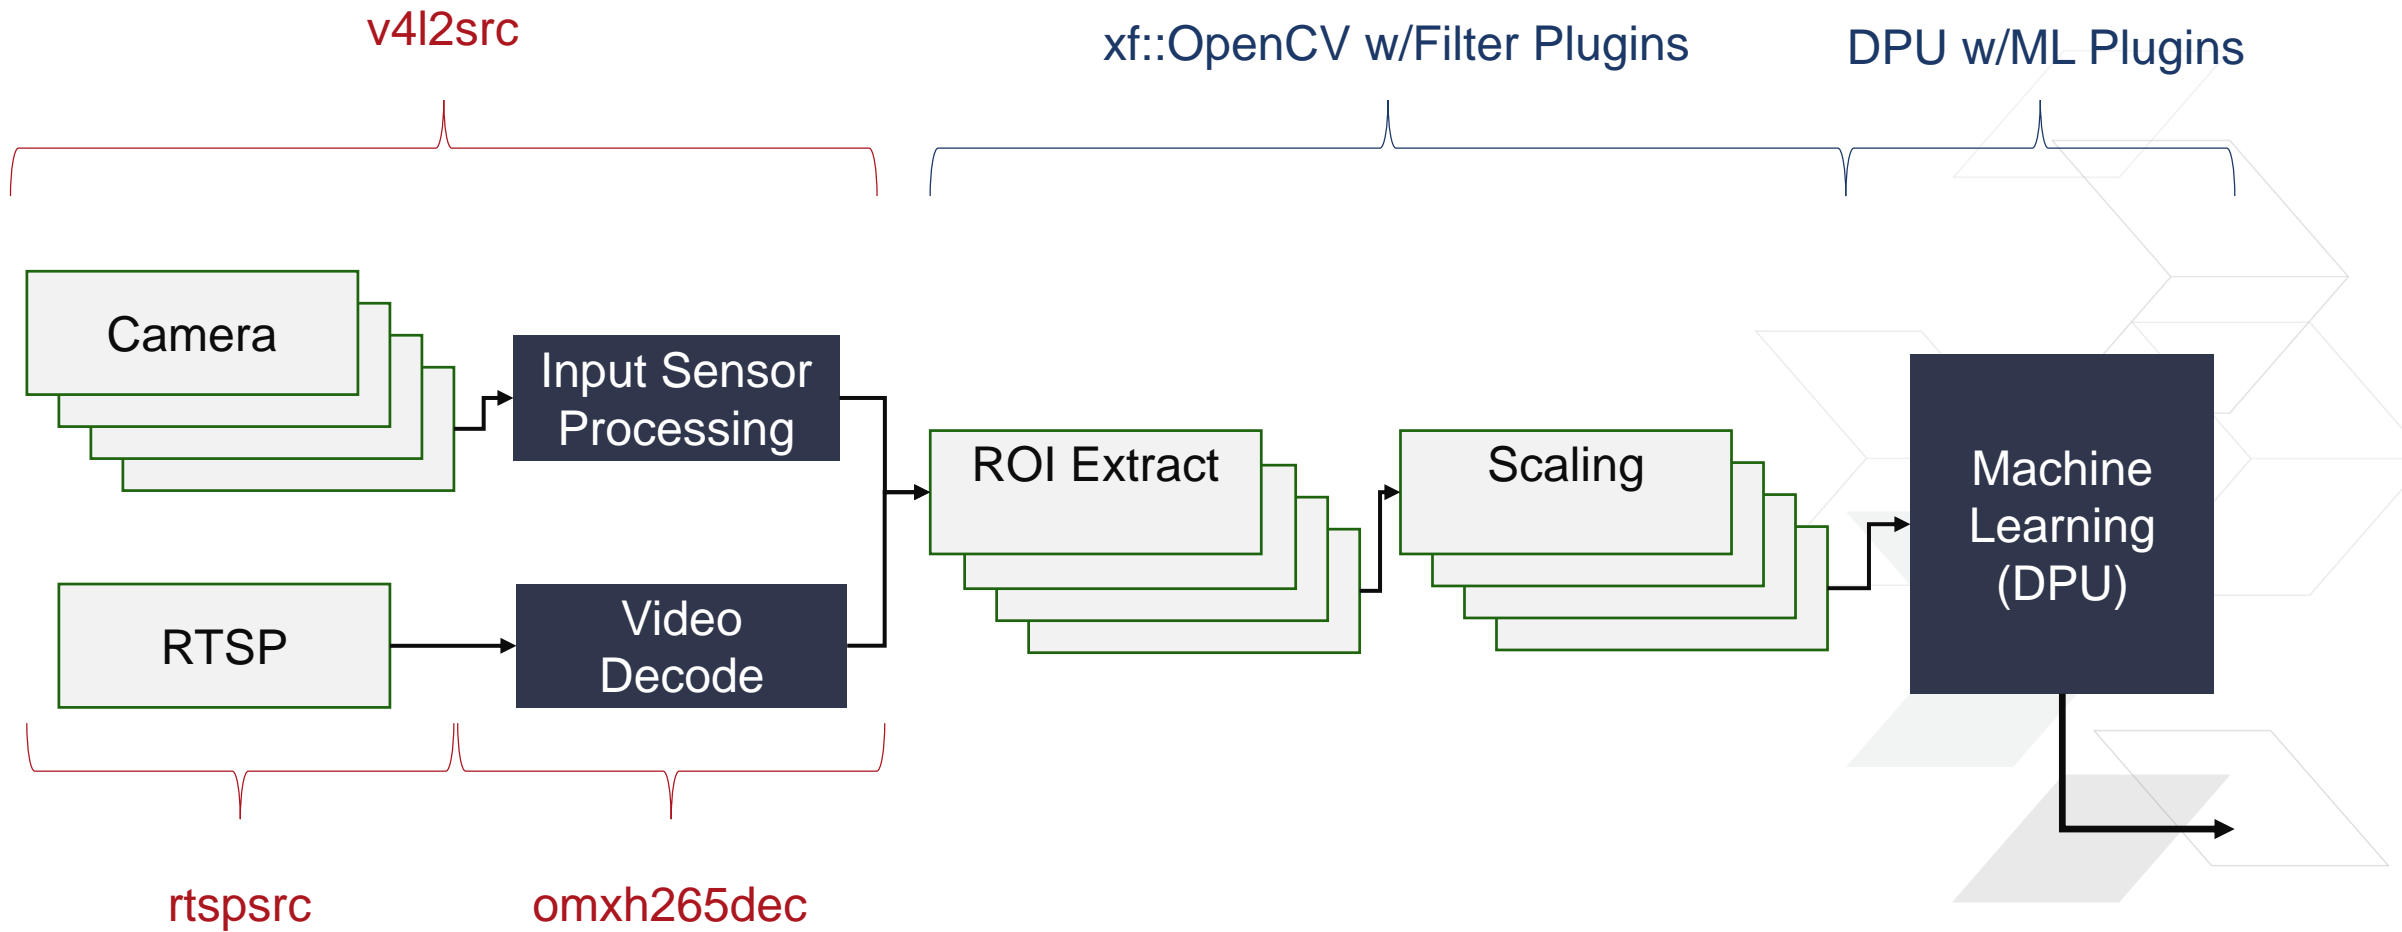 v4l2src
xf::OpenCV w/Filter Plugins
DPU w/ML Plugins
Camera
Input Sensor
Processing
ROI Extract
Scaling
Machine
Learning
(DPU)
RTSP
Video
Decode
rtspsrc
omxh265dec